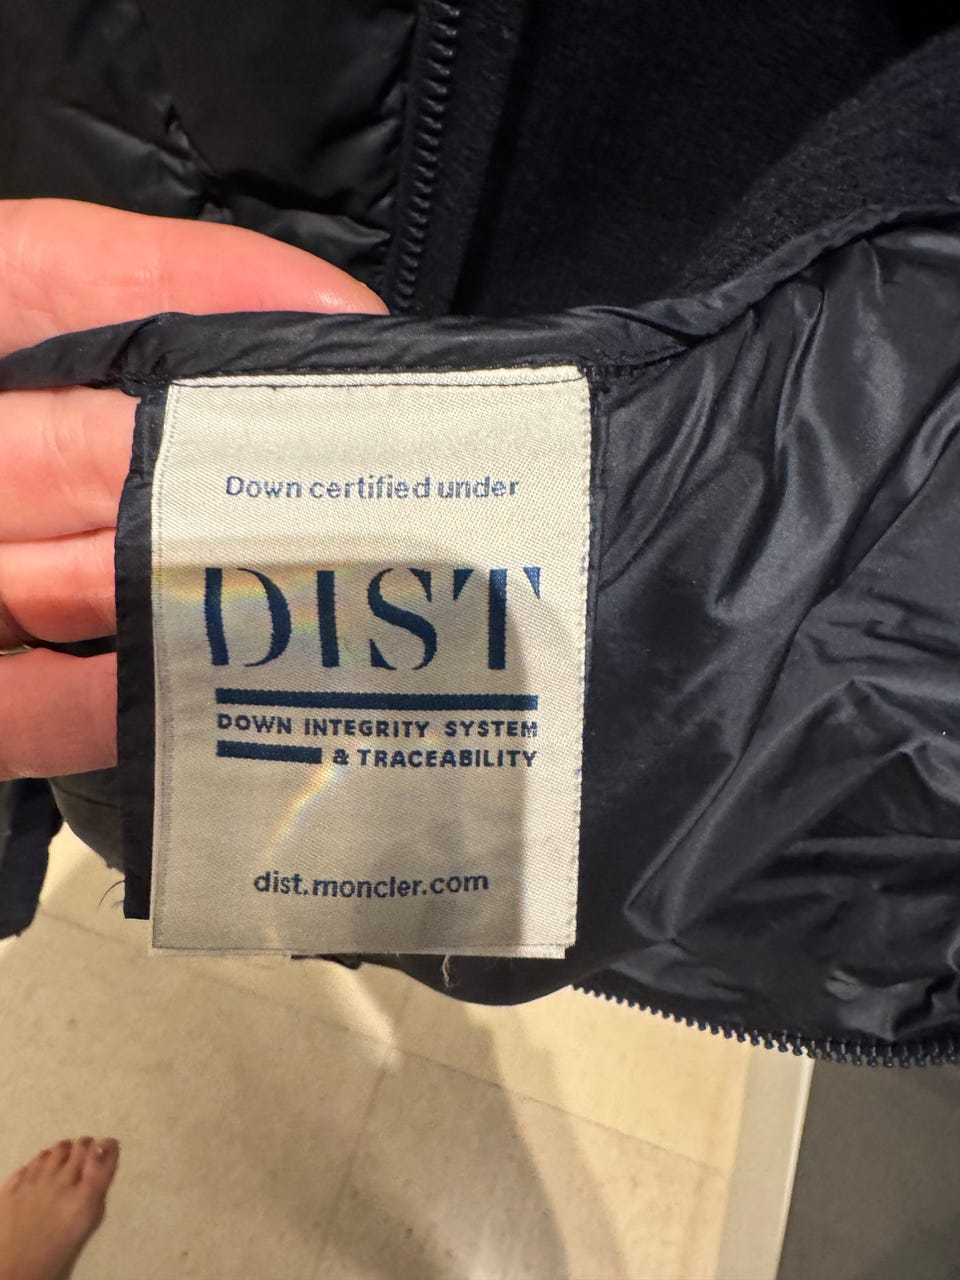 Down certified under
DIST
DOWN INTEGRITY SYSTEM
& TRACEABILITY
dist.moncler.com